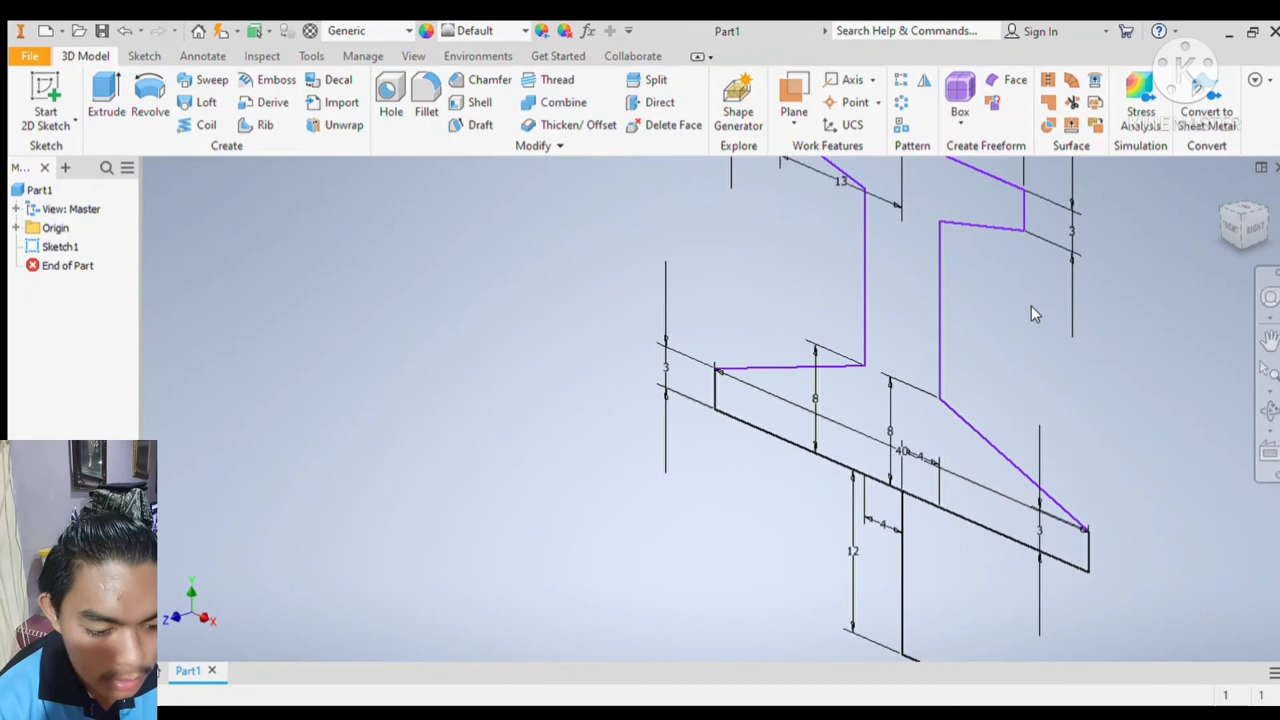 Generic
Default
fx
Part1
Search Help & Commands...
Sign In
File
3D Model
Sketch
Annotate
Inspect
Tools
Manage
View
Environments
Get Started
Collaborate
Start
2D Sketch
Extrude
Revolve
Sweep
Emboss
Decal
Loft
Derive
Import
Coil
Rib
Unwrap
Hole
Fillet
Chamfer
Thread
Split
Shell
Combine
Direct
Draft
Thicken/ Offset
Delete Face
Shape
Generator
Plane
Axis
Point
UCS
Box
Face
Stress
Analysis
Convert to
Sheet Metal
K
Sketch
Create
Modify
Explore
Work Features
Pattern
Create Freeform
Surface
Simulation
Convert
M...
Part1
View: Master
Origin
Sketch1
End of Part
13
3
3
8
8
40
4
4
3
12
FRONT
RIGHT
Y
Z
X
Part1
1
1